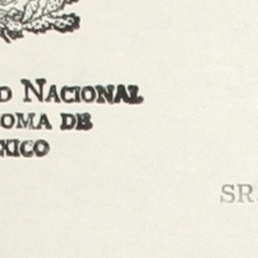 D NACIONAL
OMA DE
XICO
SR